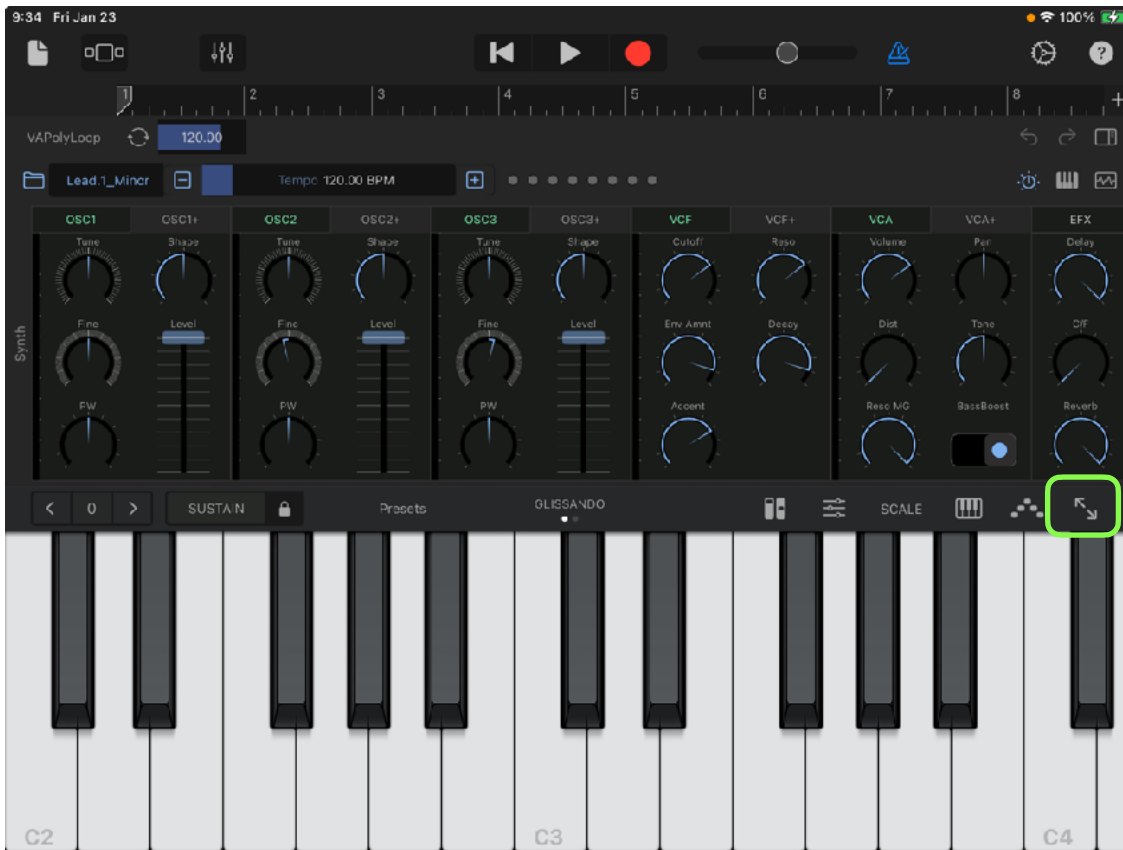 9:34 Fri Jan 23 100%
1 2 3 4 5 6 7 8 +
VAPolyLoop 120.00
Lead.1_Minor Tempo 120.00 BPM
OSC1 OSC1+ OSC2 OSC2+ OSC3 OSC3+ VCF VCF+ VCA VCA+ EFX
Tune Shape Tune Shape Tune Shape Cutoff Reso Volume Pan Delay
Synth
Fine Level Fine Level Fine Level Env Amnt Decay Dist Tone D/F
PW PW PW Accent Reso MG BassBoost Reverb
< 0 > SUSTAIN Presets GLISSANDO SCALE
C2 C3 C4